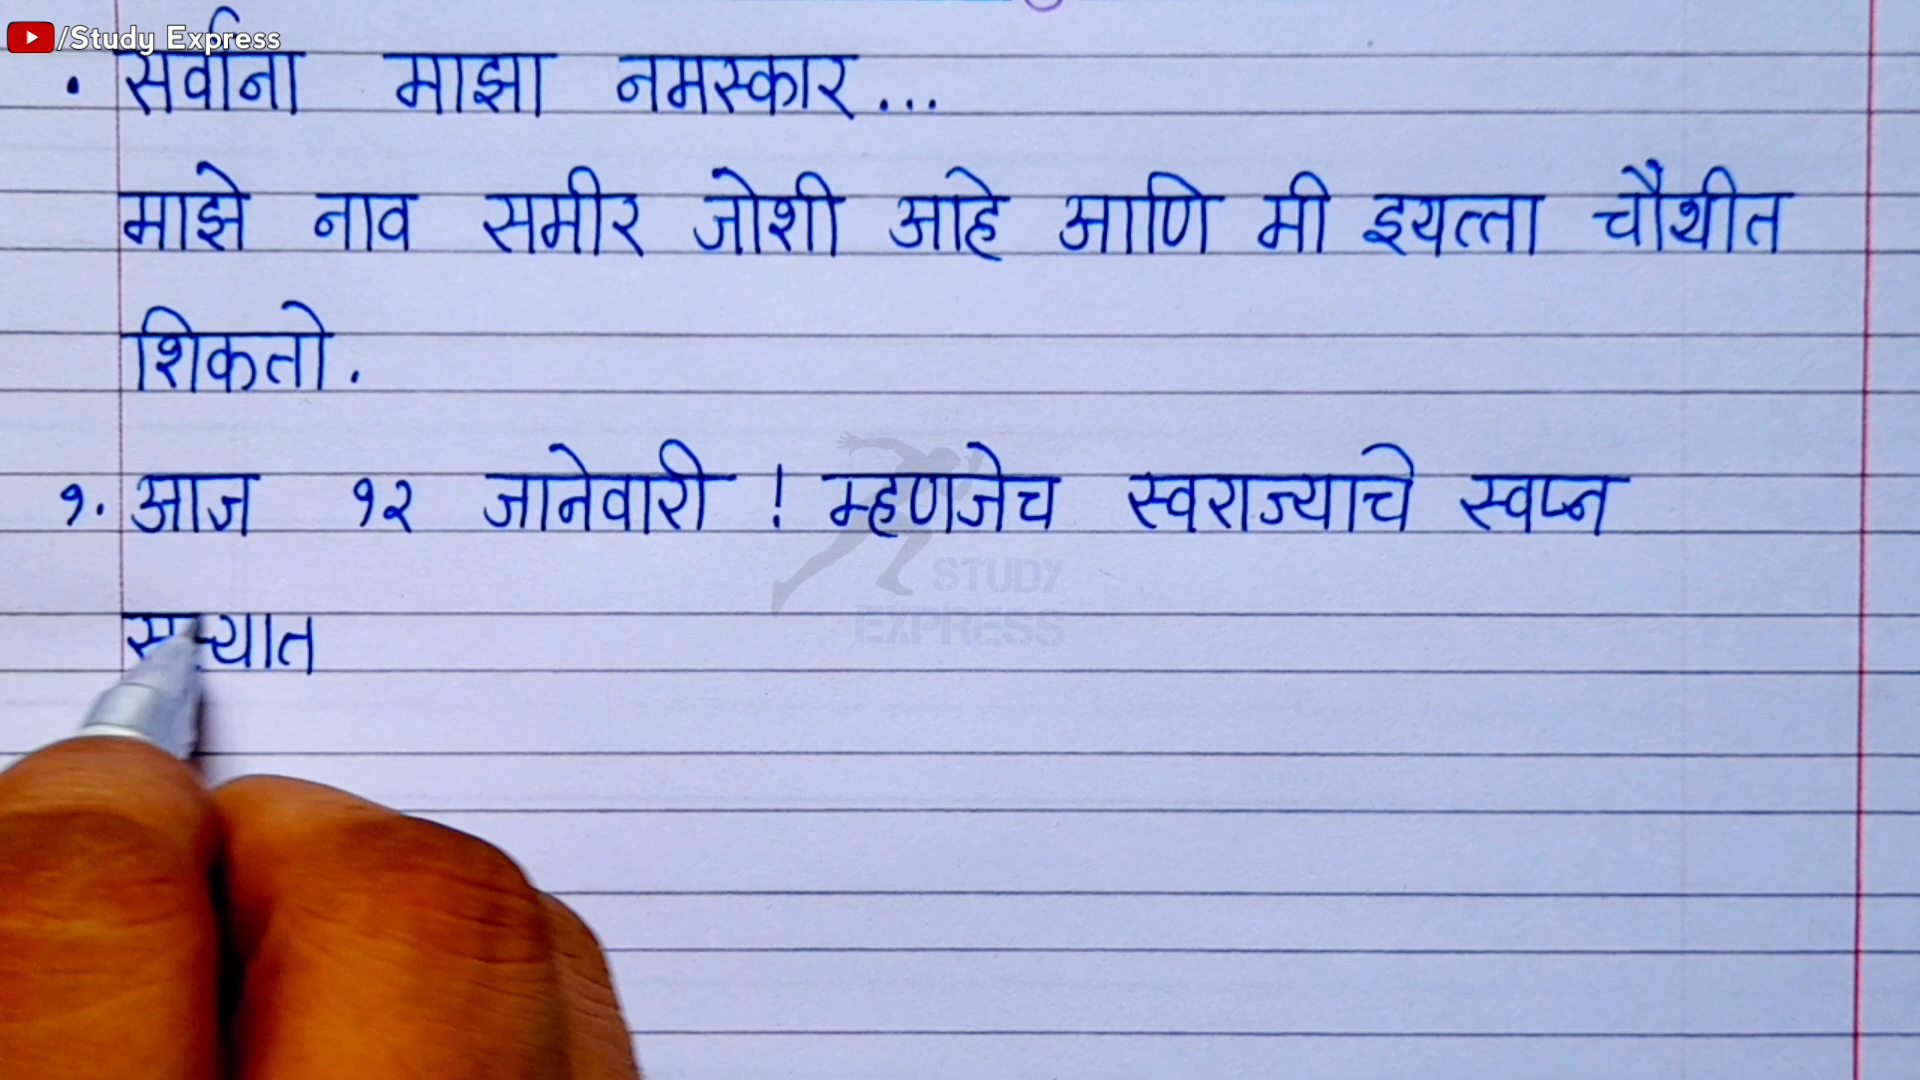 /Study Express
• सर्वांना माझा नमस्कार...
माझे नाव समीर जोशी आहे आणि मी इयत्ता चौथीत
शिकतो.
१. आज १२ जानेवारी ! म्हणजेच स्वराज्याचे स्वप्न
STUDY
EXPRESS